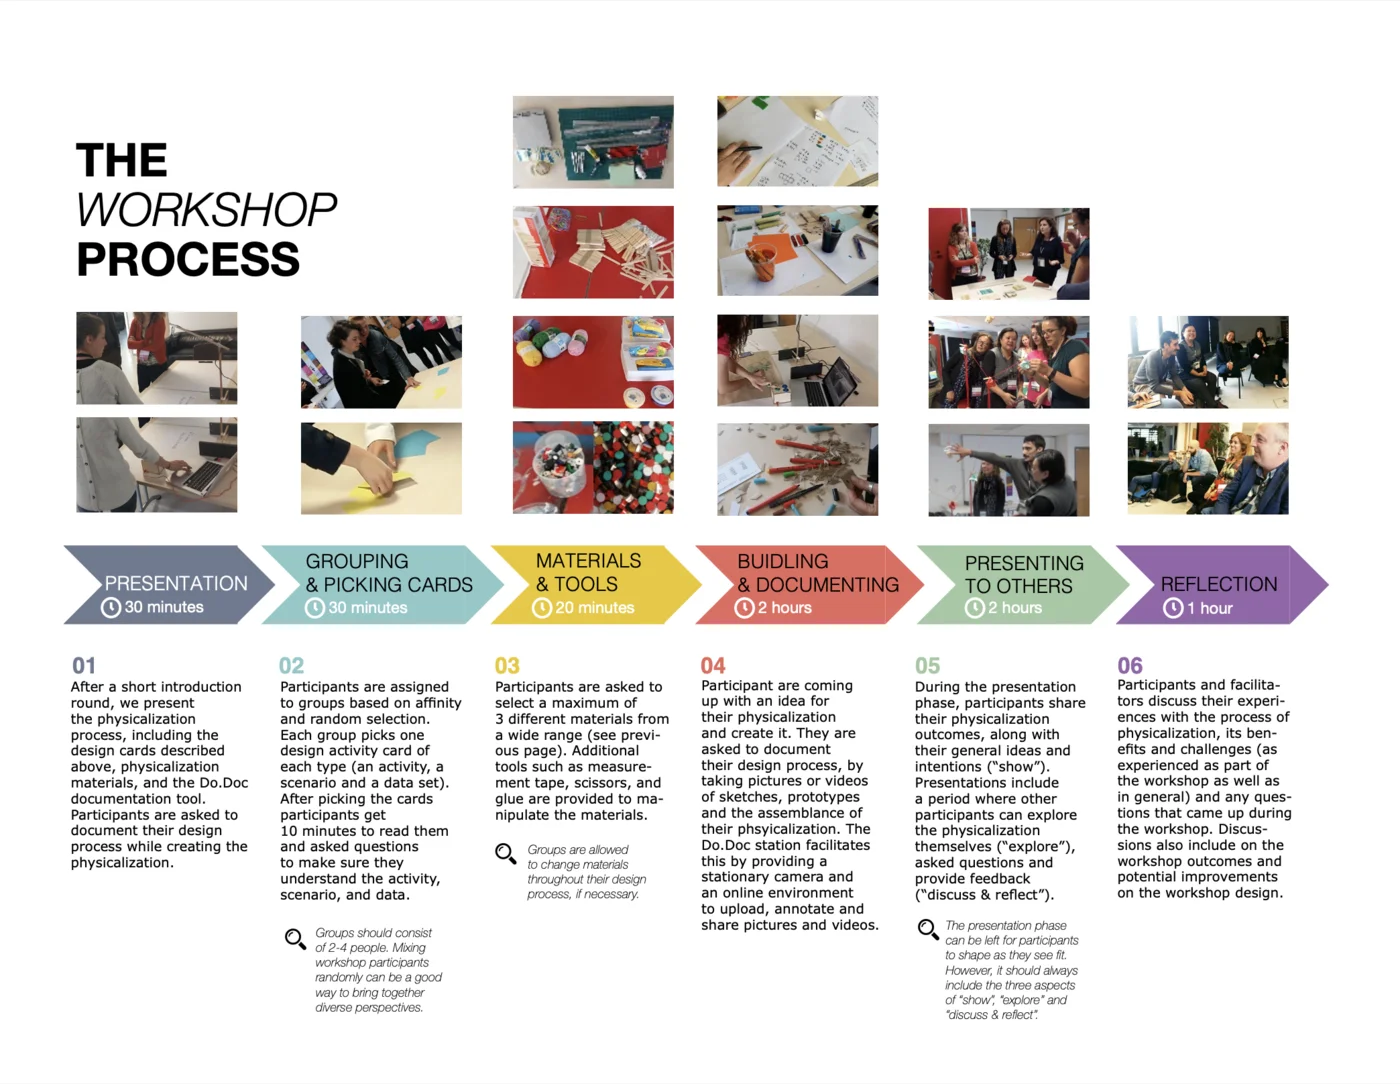 THE
WORKSHOP
PROCESS
PRESENTATION
30 minutes
GROUPING
& PICKING CARDS
30 minutes
MATERIALS
& TOOLS
20 minutes
BUIDLING
& DOCUMENTING
2 hours
PRESENTING
TO OTHERS
2 hours
REFLECTION
1 hour
01
After a short introduction
round, we present
the physicalization
process, including the
design cards described
above, physicalization
materials, and the Do.Doc
documentation tool.
Participants are asked to
document their design
process while creating the
physicalization.
02
Participants are assigned
to groups based on affinity
and random selection.
Each group picks one
design activity card of
each type (an activity, a
scenario and a data set).
After picking the cards
participants get
10 minutes to read them
and asked questions
to make sure they
understand the activity,
scenario, and data.
Groups should consist
of 2-4 people. Mixing
workshop participants
randomly can be a good
way to bring together
diverse perspectives.
03
Participants are asked to
select a maximum of
3 different materials from
a wide range (see previ-
ous page). Additional
tools such as measure-
ment tape, scissors, and
glue are provided to ma-
nipulate the materials.
Groups are allowed
to change materials
throughout their design
process, if necessary.
04
Participant are coming
up with an idea for
their physicalization
and create it. They are
asked to document
their design process, by
taking pictures or videos
of sketches, prototypes
and the assemblance of
their phsyicalization. The
Do.Doc station facilitates
this by providing a
stationary camera and
an online environment
to upload, annotate and
share pictures and videos.
05
During the presentation
phase, participants share
their physicalization
outcomes, along with
their general ideas and
intentions (“show”).
Presentations include
a period where other
participants can explore
the physicalization
themselves (“explore”),
asked questions and
provide feedback
(“discuss & reflect”).
The presentation phase
can be left for participants
to shape as they see fit.
However, it should always
include the three aspects
of “show”, “explore” and
“discuss & reflect”.
06
Participants and facilita-
tors discuss their experi-
ences with the process of
physicalization, its ben-
efits and challenges (as
experienced as part of
the workshop as well as
in general) and any ques-
tions that came up during
the workshop. Discus-
sions also include on the
workshop outcomes and
potential improvements
on the workshop design.